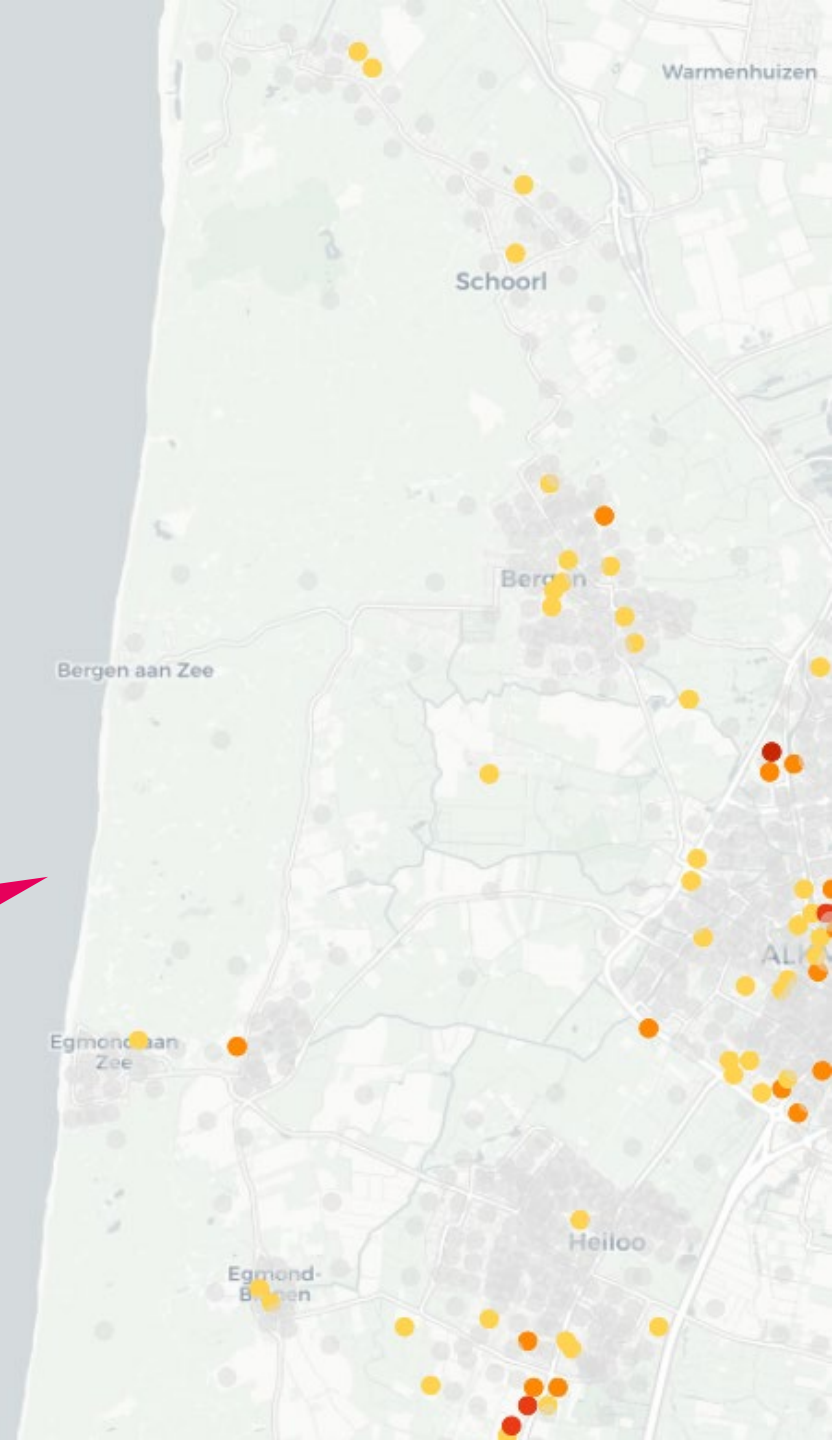 Warmenhuizen
Schoorl
Bergen
Bergen aan Zee
Egmond aan
Zee
Heiloo
Egmond-